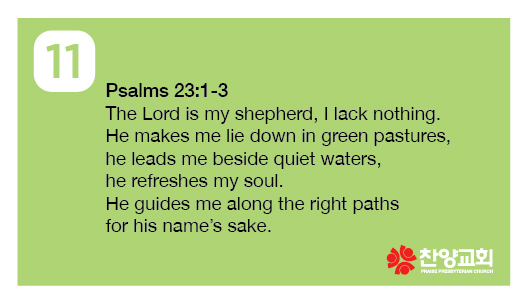 11
Psalms 23:1-3
The Lord is my shepherd, I lack nothing.
He makes me lie down in green pastures,
he leads me beside quiet waters,
he refreshes my soul.
He guides me along the right paths
for his name’s sake.
찬양교회
PRAISE PRESBYTERIAN CHURCH